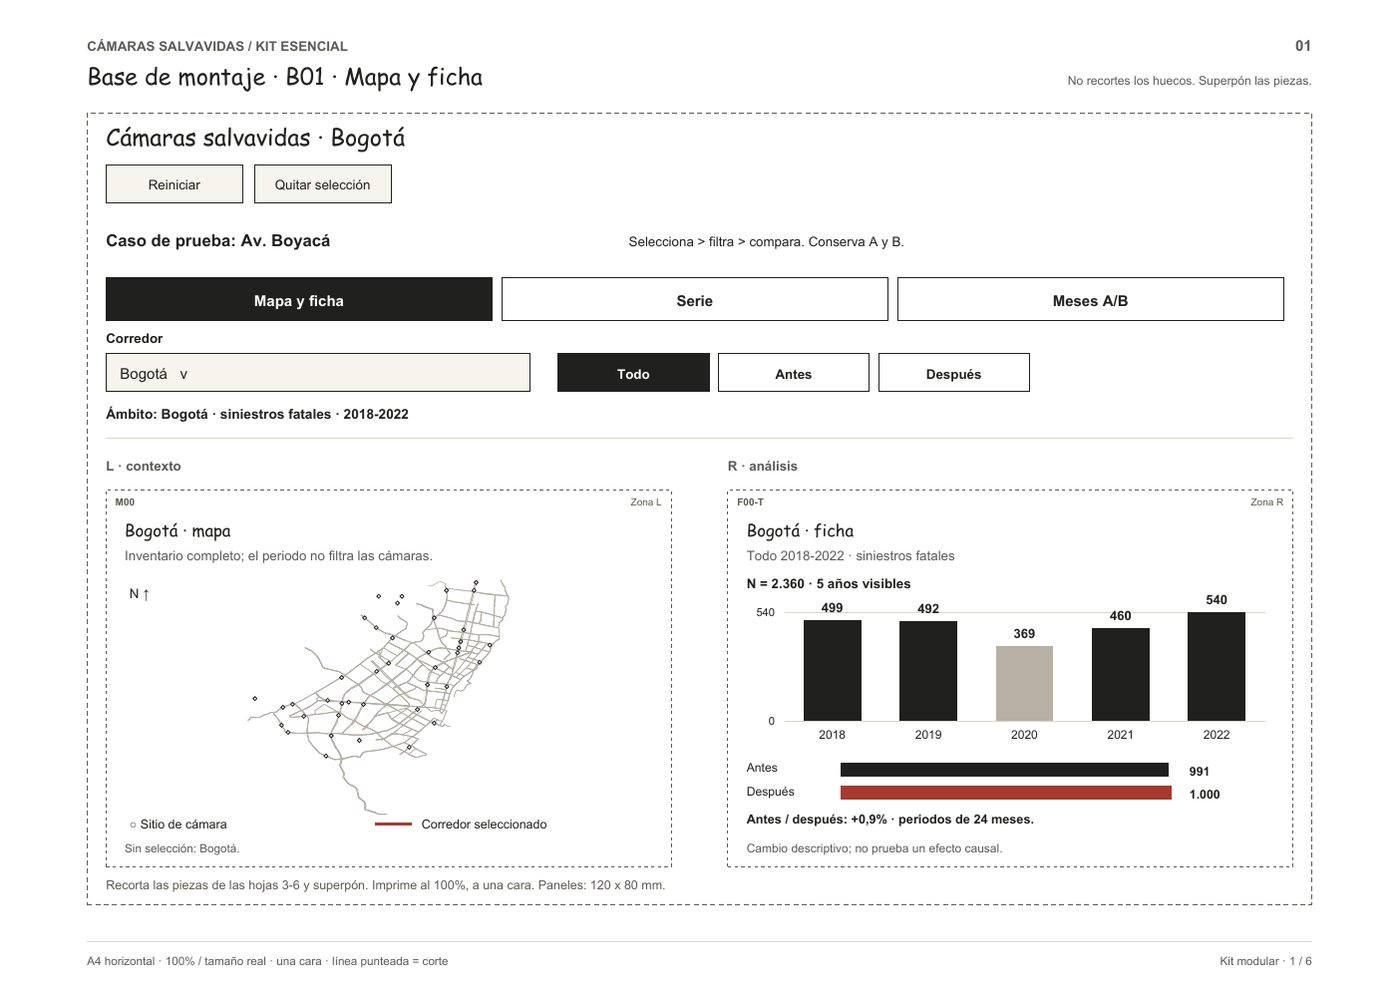 CÁMARAS SALVAVIDAS / KIT ESENCIAL
01
Base de montaje · B01 · Mapa y ficha
No recortes los huecos. Superpón las piezas.
Cámaras salvavidas · Bogotá
Reiniciar
Quitar selección
Caso de prueba: Av. Boyacá
Selecciona > filtra > compara. Conserva A y B.
Mapa y ficha
Serie
Meses A/B
Corredor
Bogotá v
Todo
Antes
Después
Ámbito: Bogotá · siniestros fatales · 2018-2022
L · contexto
M00
Zona L
Bogotá · mapa
Inventario completo; el periodo no filtra las cámaras.
N ↑
○ Sitio de cámara
Corredor seleccionado
Sin selección: Bogotá.
R · análisis
F00-T
Zona R
Bogotá · ficha
Todo 2018-2022 · siniestros fatales
N = 2.360 · 5 años visibles
540
499
492
369
460
540
0
2018
2019
2020
2021
2022
Antes
991
Después
1.000
Antes / después: +0,9% · periodos de 24 meses.
Cambio descriptivo; no prueba un efecto causal.
Recorta las piezas de las hojas 3-6 y superpón. Imprime al 100%, a una cara. Paneles: 120 x 80 mm.
A4 horizontal · 100% / tamaño real · una cara · línea punteada = corte
Kit modular · 1 / 6